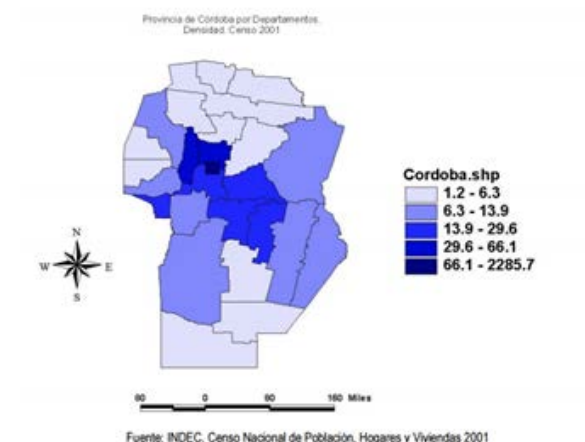 Provincia de Córdoba por Departamentos.
Densidad. Censo 2001
Cordoba.shp
1.2 - 6.3
6.3 - 13.9
13.9 - 29.6
29.6 - 66.1
66.1 - 2285.7
N
W E
S
80 0 80 160 Miles
Fuente: INDEC. Censo Nacional de Población, Hogares y Viviendas 2001